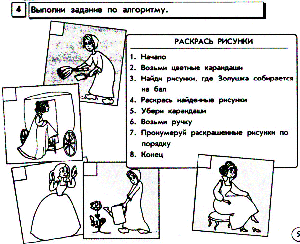 4 Выполни задание по алгоритму.
РАСКРАСЬ РИСУНКИ
1. Начало
2. Возьми цветные карандаши
3. Найди рисунки, где Золушка собирается
на бал
4. Раскрась найденные рисунки
5. Убери карандаши
6. Возьми ручку
7. Пронумеруй раскрашенные рисунки по
порядку
8. Конец
5